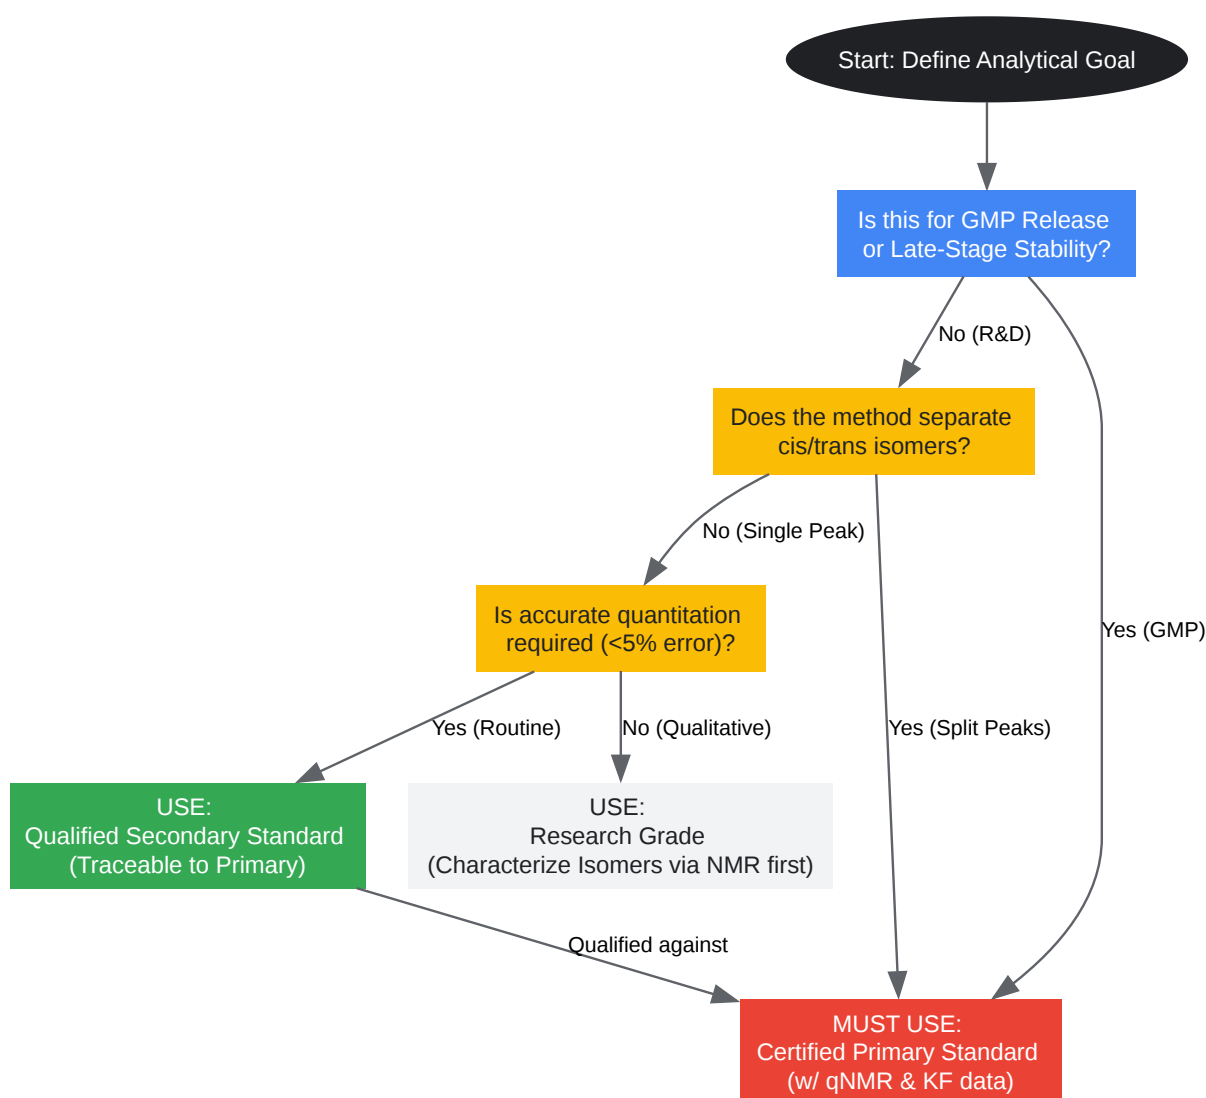 Start: Define Analytical Goal
Is this for GMP Release
or Late-Stage Stability?
No (R&D)
Does the method separate
cis/trans isomers?
No (Single Peak)
Is accurate quantitation
required (<5% error)?
Yes (GMP)
Yes (Routine)
No (Qualitative)
Yes (Split Peaks)
USE:
Qualified Secondary Standard
(Traceable to Primary)
USE:
Research Grade
(Characterize Isomers via NMR first)
Qualified against
MUST USE:
Certified Primary Standard
(w/ qNMR & KF data)